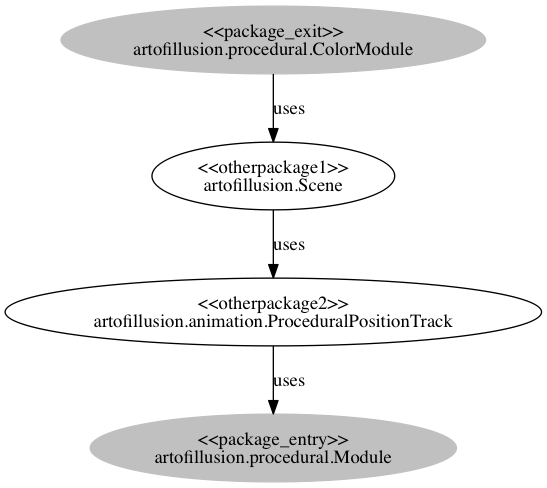 <<package_exit>>
artofillusion.procedural.ColorModule
uses
<<otherpackage1>>
artofillusion.Scene
uses
<<otherpackage2>>
artofillusion.animation.ProceduralPositionTrack
uses
<<package_entry>>
artofillusion.procedural.Module